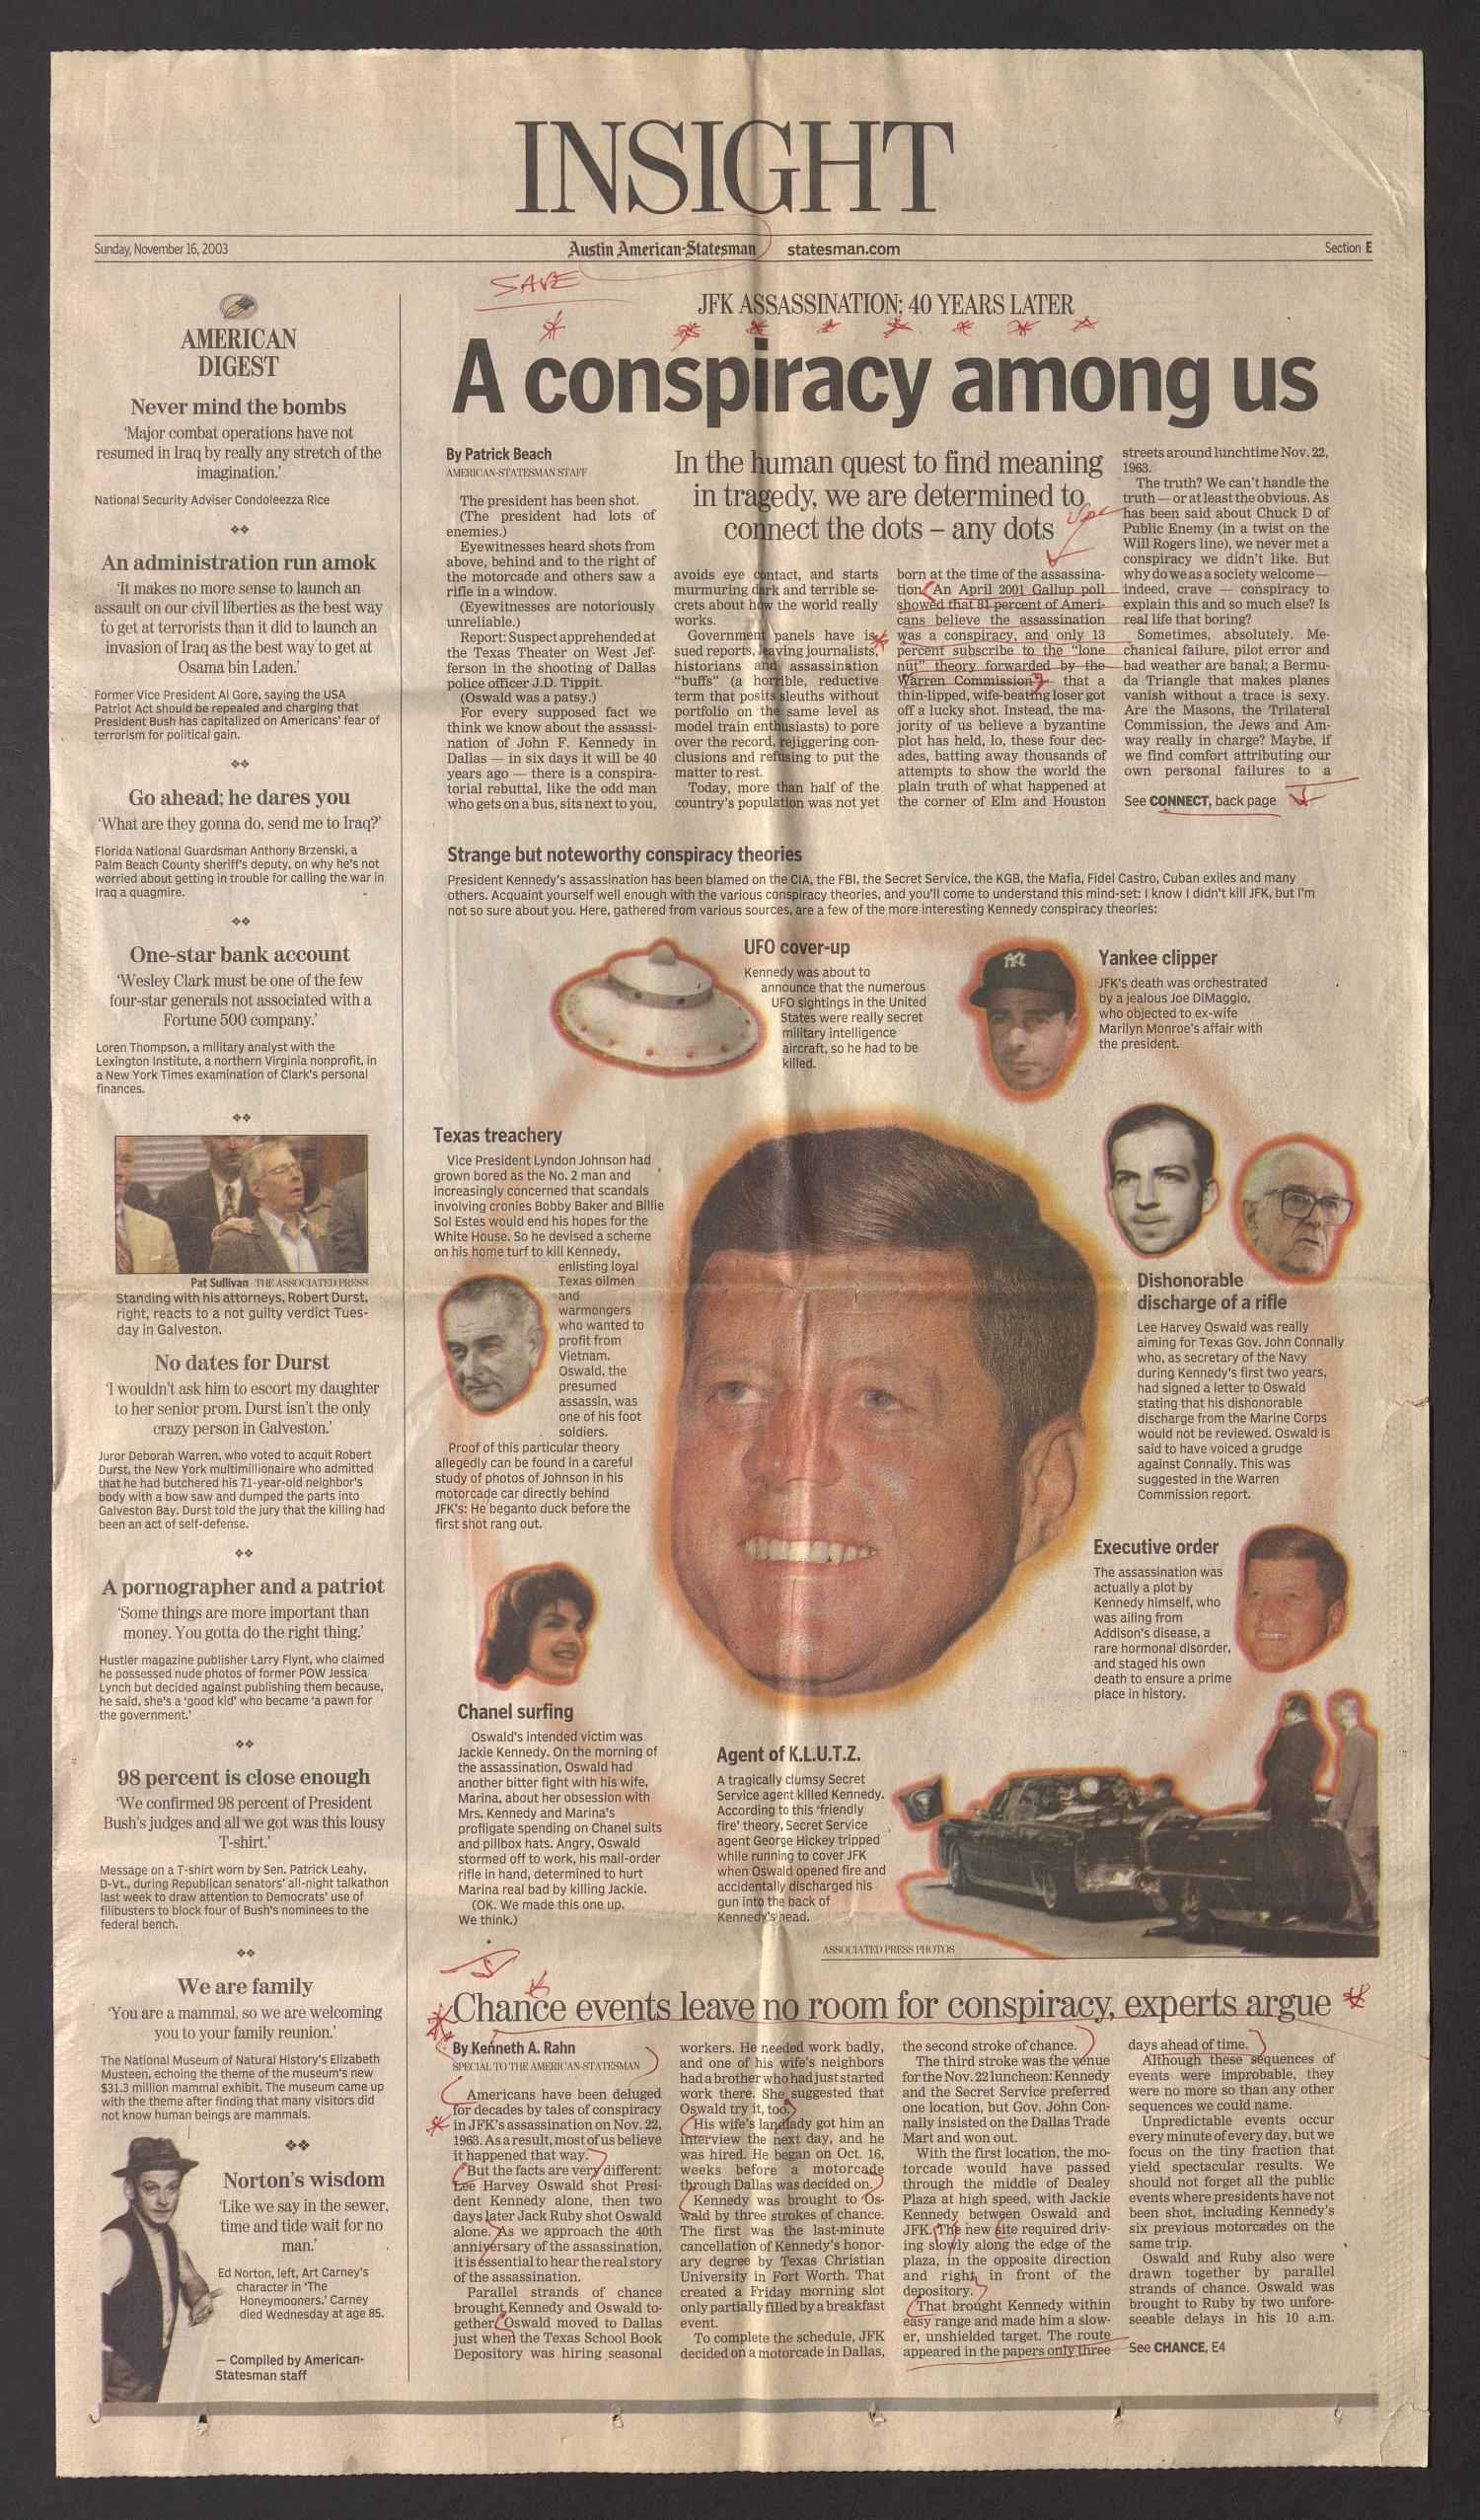 INSIGHT
Sunday, November 16, 2003
Austin American-Statesman
statesman.com
Section E
SAVE
AMERICAN
DIGEST
Never mind the bombs
‘Major combat operations have not
resumed in Iraq by really any stretch of the
imagination.’
National Security Adviser Condoleezza Rice
An administration run amok
‘It makes no more sense to launch an
assault on our civil liberties as the best way
to get at terrorists than it did to launch an
invasion of Iraq as the best way to get at
Osama bin Laden.’
Former Vice President Al Gore, saying the USA
Patriot Act should be repealed and charging that
President Bush has capitalized on Americans’ fear of
terrorism for political gain.
Go ahead; he dares you
‘What are they gonna do, send me to Iraq?’
Florida National Guardsman Anthony Brzenski, a
Palm Beach County sheriff’s deputy, on why he’s not
worried about getting in trouble for calling the war in
Iraq a quagmire.
One-star bank account
‘Wesley Clark must be one of the few
four-star generals not associated with a
Fortune 500 company.’
Loren Thompson, a military analyst with the
Lexington Institute, a northern Virginia nonprofit, in
a New York Times examination of Clark’s personal
finances.
Pat Sullivan THE ASSOCIATED PRESS
Standing with his attorneys, Robert Durst,
right, reacts to a not guilty verdict Tues-
day in Galveston.
No dates for Durst
‘I wouldn’t ask him to escort my daughter
to her senior prom. Durst isn’t the only
crazy person in Galveston.’
Juror Deborah Warren, who voted to acquit Robert
Durst, the New York multimillionaire who admitted
that he had butchered his 71-year-old neighbor’s
body with a bow saw and dumped the parts into
Galveston Bay. Durst told the jury that the killing had
been an act of self-defense.
A pornographer and a patriot
‘Some things are more important than
money. You gotta do the right thing.’
Hustler magazine publisher Larry Flynt, who claimed
he possessed nude photos of former POW Jessica
Lynch but decided against publishing them because,
he said, she’s a ‘good kid’ who became ‘a pawn for
the government.’
98 percent is close enough
‘We confirmed 98 percent of President
Bush’s judges and all we got was this lousy
T-shirt.’
Message on a T-shirt worn by Sen. Patrick Leahy,
D-Vt., during Republican senators’ all-night talkathon
last week to draw attention to Democrats’ use of
filibusters to block four of Bush’s nominees to the
federal bench.
We are family
‘You are a mammal, so we are welcoming
you to your family reunion.’
The National Museum of Natural History’s Elizabeth
Musteen, echoing the theme of the museum’s new
$31.3 million mammal exhibit. The museum came up
with the theme after finding that many visitors did
not know human beings are mammals.
Norton’s wisdom
‘Like we say in the sewer,
time and tide wait for no
man.’
Ed Norton, left, Art Carney’s
character in ‘The
Honeymooners.’ Carney
died Wednesday at age 85.
— Compiled by American-
Statesman staff
JFK ASSASSINATION: 40 YEARS LATER
A conspiracy among us
By Patrick Beach
AMERICAN-STATESMAN STAFF
In the human quest to find meaning
in tragedy, we are determined to
connect the dots – any dots
The president has been shot.
(The president had lots of
enemies.)
Eyewitnesses heard shots from
above, behind and to the right of
the motorcade and others saw a
rifle in a window.
(Eyewitnesses are notoriously
unreliable.)
Report: Suspect apprehended at
the Texas Theater on West Jef-
ferson in the shooting of Dallas
police officer J.D. Tippit.
(Oswald was a patsy.)
For every supposed fact we
think we know about the assassi-
nation of John F. Kennedy in
Dallas — in six days it will be 40
years ago — there is a conspira-
torial rebuttal, like the odd man
who gets on a bus, sits next to you,
avoids eye contact, and starts
murmuring dark and terrible se-
crets about how the world really
works.
Government panels have is-
sued reports, leaving journalists,
historians and assassination
“buffs” (a horrible, reductive
term that posits sleuths without
portfolio on the same level as
model train enthusiasts) to pore
over the record, rejiggering con-
clusions and refusing to put the
matter to rest.
Today, more than half of the
country’s population was not yet
born at the time of the assassina-
tion. An April 2001 Gallup poll
showed that 81 percent of Ameri-
cans believe the assassination
was a conspiracy, and only 13
percent subscribe to the “lone
nut” theory forwarded by the
Warren Commission — that a
thin-lipped, wife-beating loser got
off a lucky shot. Instead, the ma-
jority of us believe a byzantine
plot has held, lo, these four dec-
ades, batting away thousands of
attempts to show the world the
plain truth of what happened at
the corner of Elm and Houston
streets around lunchtime Nov. 22,
1963.
The truth? We can’t handle the
truth — or at least the obvious. As
has been said about Chuck D of
Public Enemy (in a twist on the
Will Rogers line), we never met a
conspiracy we didn’t like. But
why do we as a society welcome —
indeed, crave — conspiracy to
explain this and so much else? Is
real life that boring?
Sometimes, absolutely. Me-
chanical failure, pilot error and
bad weather are banal; a Bermu-
da Triangle that makes planes
vanish without a trace is sexy.
Are the Masons, the Trilateral
Commission, the Jews and Am-
way really in charge? Maybe, if
we find comfort attributing our
own personal failures to a
See CONNECT, back page
Strange but noteworthy conspiracy theories
President Kennedy’s assassination has been blamed on the CIA, the FBI, the Secret Service, the KGB, the Mafia, Fidel Castro, Cuban exiles and many
others. Acquaint yourself well enough with the various conspiracy theories, and you’ll come to understand this mind-set: I know I didn’t kill JFK, but I’m
not so sure about you. Here, gathered from various sources, are a few of the more interesting Kennedy conspiracy theories:
UFO cover-up
Kennedy was about to
announce that the numerous
UFO sightings in the United
States were really secret
military intelligence
aircraft, so he had to be
killed.
Yankee clipper
JFK’s death was orchestrated
by a jealous Joe DiMaggio,
who objected to ex-wife
Marilyn Monroe’s affair with
the president.
Texas treachery
Vice President Lyndon Johnson had
grown bored as the No. 2 man and
increasingly concerned that scandals
involving cronies Bobby Baker and Billie
Sol Estes would end his hopes for the
White House. So he devised a scheme
on his home turf to kill Kennedy,
enlisting loyal
Texas oilmen
and
warmongers
who wanted to
profit from
Vietnam.
Oswald, the
presumed
assassin, was
one of his foot
soldiers.
Proof of this particular theory
allegedly can be found in a careful
study of photos of Johnson in his
motorcade car directly behind
JFK’s: He beganto duck before the
first shot rang out.
Dishonorable
discharge of a rifle
Lee Harvey Oswald was really
aiming for Texas Gov. John Connally
who, as secretary of the Navy
during Kennedy’s first two years,
had signed a letter to Oswald
stating that his dishonorable
discharge from the Marine Corps
would not be reviewed. Oswald is
said to have voiced a grudge
against Connally. This was
suggested in the Warren
Commission report.
Executive order
The assassination was
actually a plot by
Kennedy himself, who
was ailing from
Addison’s disease, a
rare hormonal disorder,
and staged his own
death to ensure a prime
place in history.
Chanel surfing
Oswald’s intended victim was
Jackie Kennedy. On the morning of
the assassination, Oswald had
another bitter fight with his wife,
Marina, about her obsession with
Mrs. Kennedy and Marina’s
profligate spending on Chanel suits
and pillbox hats. Angry, Oswald
stormed off to work, his mail-order
rifle in hand, determined to hurt
Marina real bad by killing Jackie.
(OK. We made this one up.
We think.)
Agent of K.L.U.T.Z.
A tragically clumsy Secret
Service agent killed Kennedy.
According to this ‘friendly
fire’ theory, Secret Service
agent George Hickey tripped
while running to cover JFK
when Oswald opened fire and
accidentally discharged his
gun into the back of
Kennedy’s head.
ASSOCIATED PRESS PHOTOS
Chance events leave no room for conspiracy, experts argue
By Kenneth A. Rahn
SPECIAL TO THE AMERICAN-STATESMAN
Americans have been deluged
for decades by tales of conspiracy
in JFK’s assassination on Nov. 22,
1963. As a result, most of us believe
it happened that way.
But the facts are very different:
Lee Harvey Oswald shot Presi-
dent Kennedy alone, then two
days later Jack Ruby shot Oswald
alone. As we approach the 40th
anniversary of the assassination,
it is essential to hear the real story
of the assassination.
Parallel strands of chance
brought Kennedy and Oswald to-
gether. Oswald moved to Dallas
just when the Texas School Book
Depository was hiring seasonal
workers. He needed work badly,
and one of his wife’s neighbors
had a brother who had just started
work there. She suggested that
Oswald try it, too.
His wife’s landlady got him an
interview the next day, and he
was hired. He began on Oct. 16,
weeks before a motorcade
through Dallas was decided on.
Kennedy was brought to Os-
wald by three strokes of chance.
The first was the last-minute
cancellation of Kennedy’s honor-
ary degree by Texas Christian
University in Fort Worth. That
created a Friday morning slot
only partially filled by a breakfast
event.
To complete the schedule, JFK
decided on a motorcade in Dallas,
the second stroke of chance.
The third stroke was the venue
for the Nov. 22 luncheon: Kennedy
and the Secret Service preferred
one location, but Gov. John Con-
nally insisted on the Dallas Trade
Mart and won out.
With the first location, the mo-
torcade would have passed
through the middle of Dealey
Plaza at high speed, with Jackie
Kennedy between Oswald and
JFK. The new site required driv-
ing slowly along the edge of the
plaza, in the opposite direction
and right in front of the
depository.
That brought Kennedy within
easy range and made him a slow-
er, unshielded target. The route
appeared in the papers only three
days ahead of time.
Although these sequences of
events were improbable, they
were no more so than any other
sequences we could name.
Unpredictable events occur
every minute of every day, but we
focus on the tiny fraction that
yield spectacular results. We
should not forget all the public
events where presidents have not
been shot, including Kennedy’s
six previous motorcades on the
same trip.
Oswald and Ruby also were
drawn together by parallel
strands of chance. Oswald was
brought to Ruby by two unfore-
seeable delays in his 10 a.m.
See CHANCE, E4